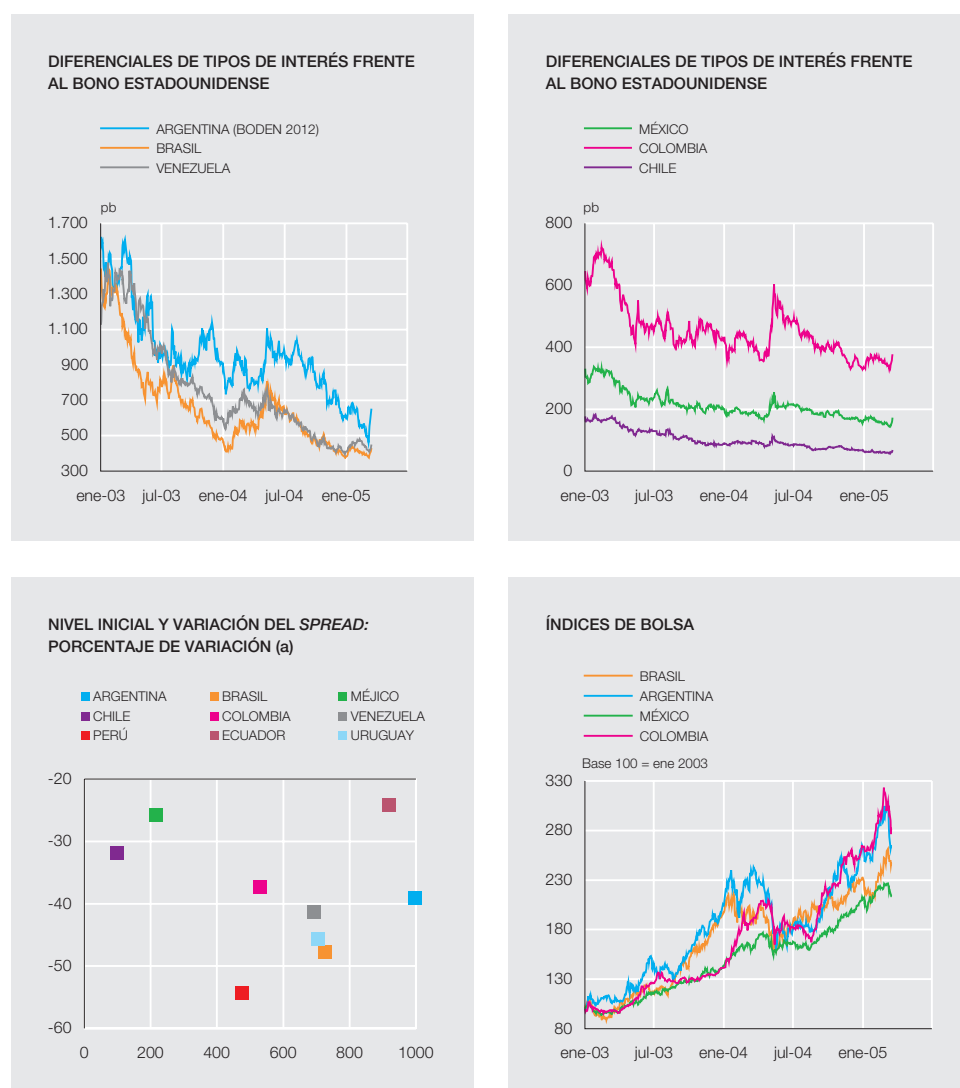 DIFERENCIALES DE TIPOS DE INTERÉS FRENTE
AL BONO ESTADOUNIDENSE
ARGENTINA (BODEN 2012)
BRASIL
VENEZUELA
pb
1.700
1.500
1.300
1.100
900
700
500
300
ene-03 jul-03 ene-04 jul-04 ene-05
DIFERENCIALES DE TIPOS DE INTERÉS FRENTE
AL BONO ESTADOUNIDENSE
MÉXICO
COLOMBIA
CHILE
pb
800
600
400
200
0
ene-03 jul-03 ene-04 jul-04 ene-05
NIVEL INICIAL Y VARIACIÓN DEL SPREAD:
PORCENTAJE DE VARIACIÓN (a)
ARGENTINA BRASIL MÉJICO
CHILE COLOMBIA VENEZUELA
PERÚ ECUADOR URUGUAY
-20
-30
-40
-50
-60
0 200 400 600 800 1000
ÍNDICES DE BOLSA
BRASIL
ARGENTINA
MÉXICO
COLOMBIA
Base 100 = ene 2003
330
280
230
180
130
80
ene-03 jul-03 ene-04 jul-04 ene-05